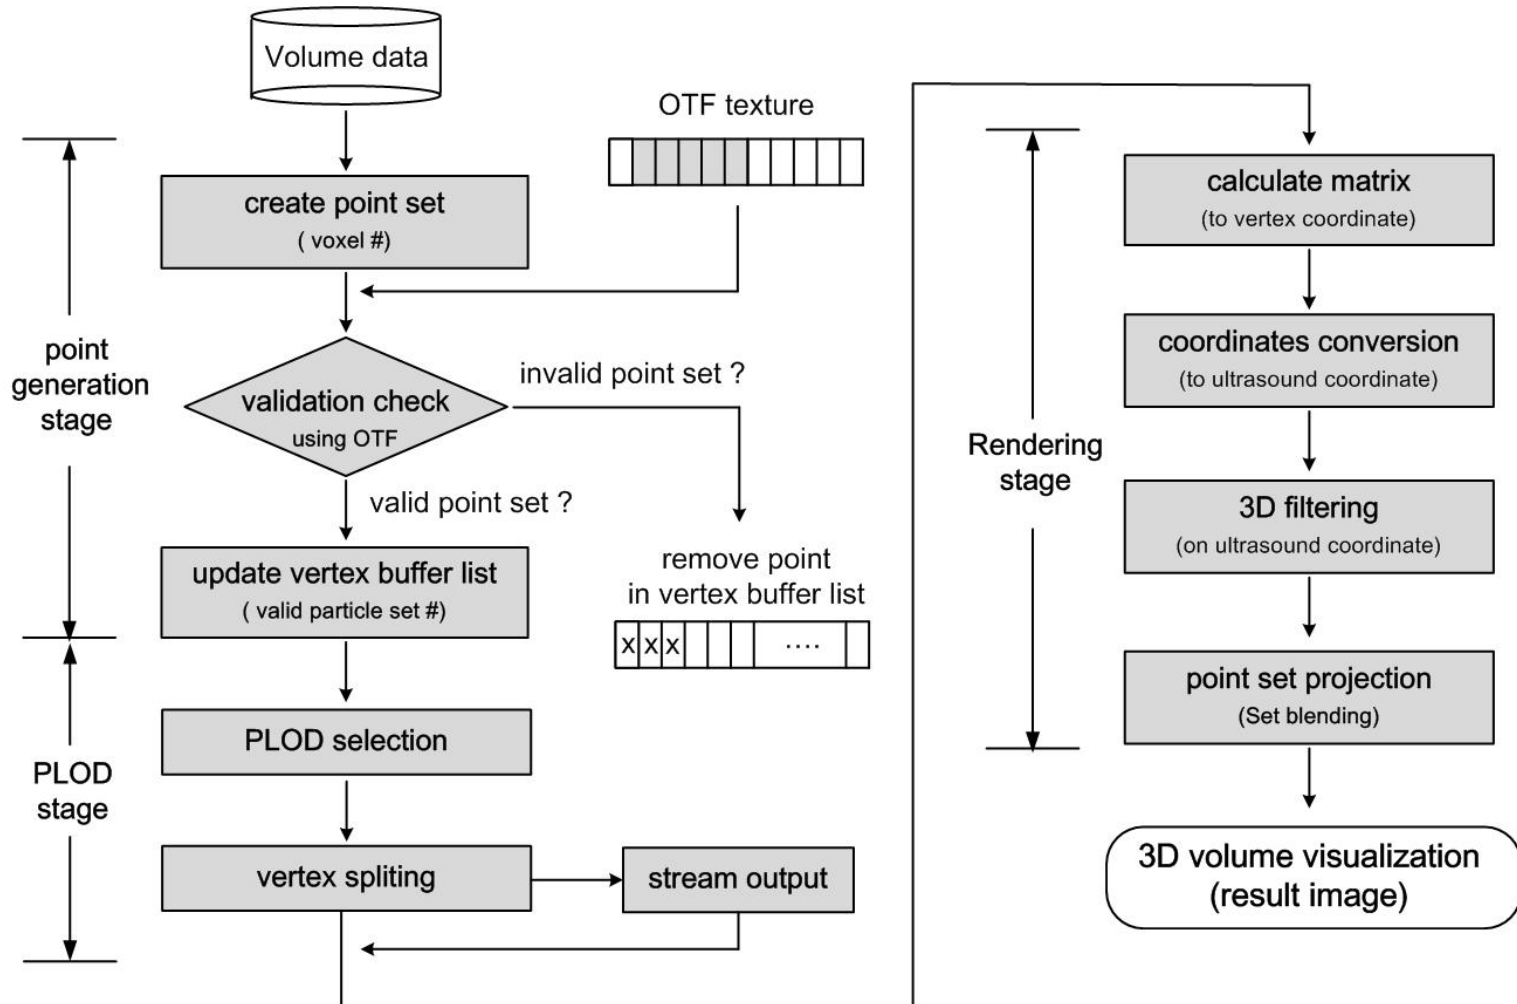 Volume data
OTF texture
create point set
( voxel #)
point
generation
stage
validation check
using OTF
invalid point set ?
valid point set ?
update vertex buffer list
( valid particle set #)
remove point
in vertex buffer list
x x x ....
PLOD
stage
PLOD selection
vertex spliting
stream output
Rendering
stage
calculate matrix
(to vertex coordinate)
coordinates conversion
(to ultrasound coordinate)
3D filtering
(on ultrasound coordinate)
point set projection
(Set blending)
3D volume visualization
(result image)